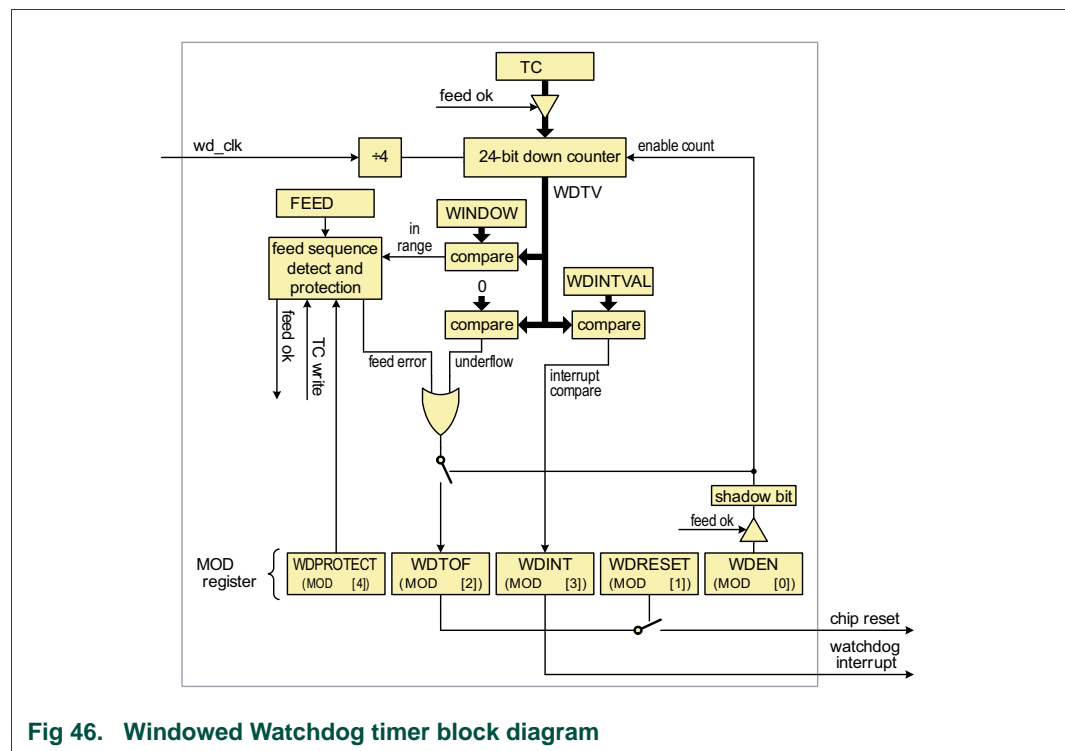 TC
feed ok
wd_clk
÷4
24-bit down counter
enable count
WDTV
FEED
WINDOW
in
range
feed sequence
detect and
protection
compare
WDINTVAL
0
compare
compare
feed ok
TC write
feed error
underflow
interrupt
compare
shadow bit
feed ok
MOD
register
WDPROTECT
(MOD [4])
WDTOF
(MOD [2])
WDINT
(MOD [3])
WDRESET
(MOD [1])
WDEN
(MOD [0])
chip reset
watchdog
interrupt
Fig 46. Windowed Watchdog timer block diagram